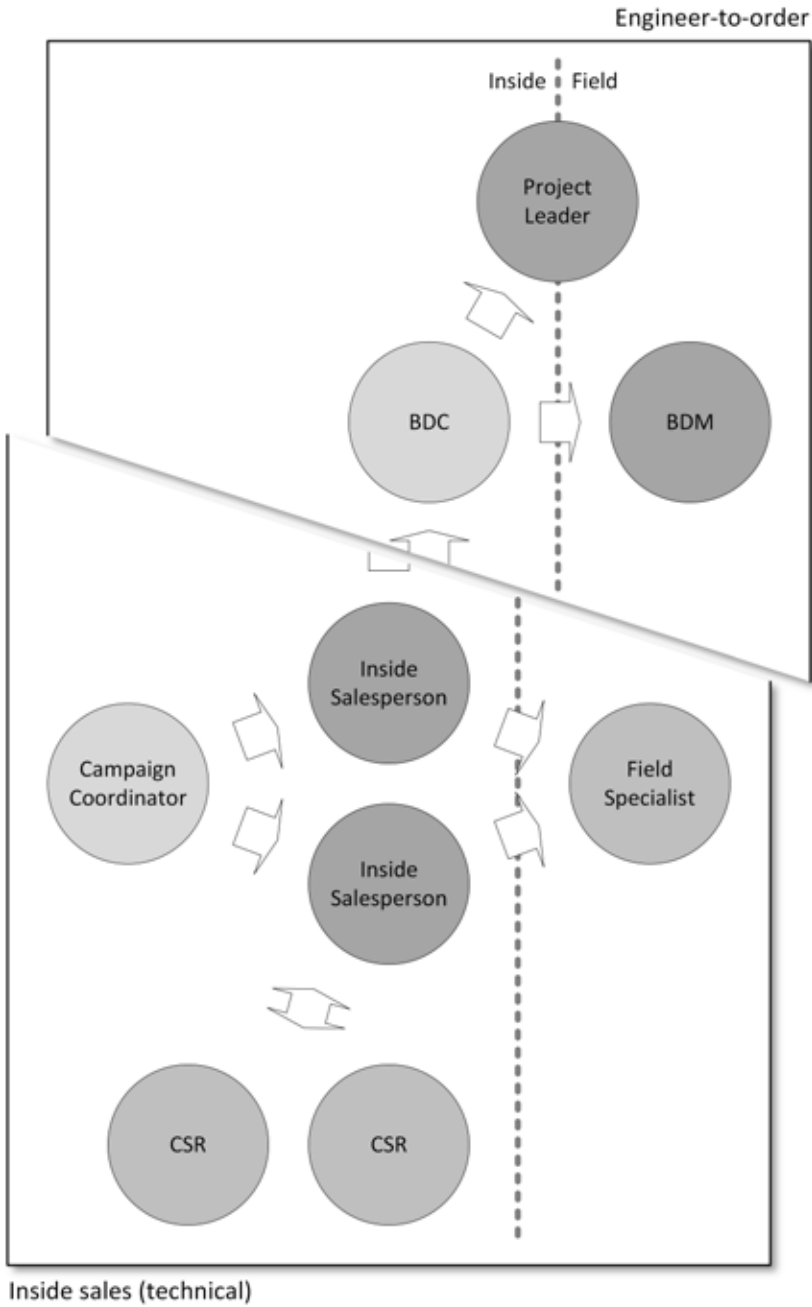 Engineer-to-order
Inside Field
Project
Leader
BDC
BDM
Inside
Salesperson
Campaign
Coordinator
Field
Specialist
Inside
Salesperson
CSR
CSR
Inside sales (technical)